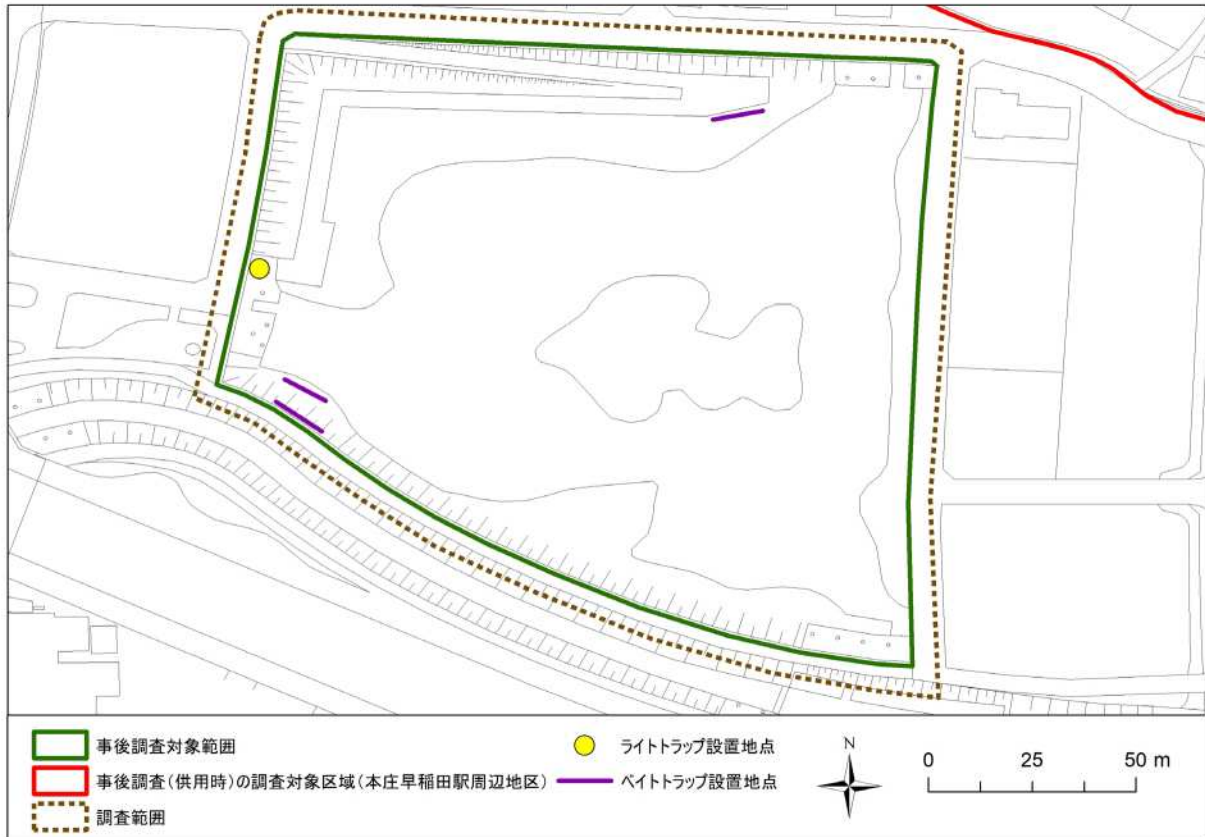 事後調査対象範囲
ライトトラップ設置地点
N
0 25 50 m
事後調査(供用時)の調査対象区域(本庄早稲田駅周辺地区)
ベイトトラップ設置地点
調査範囲